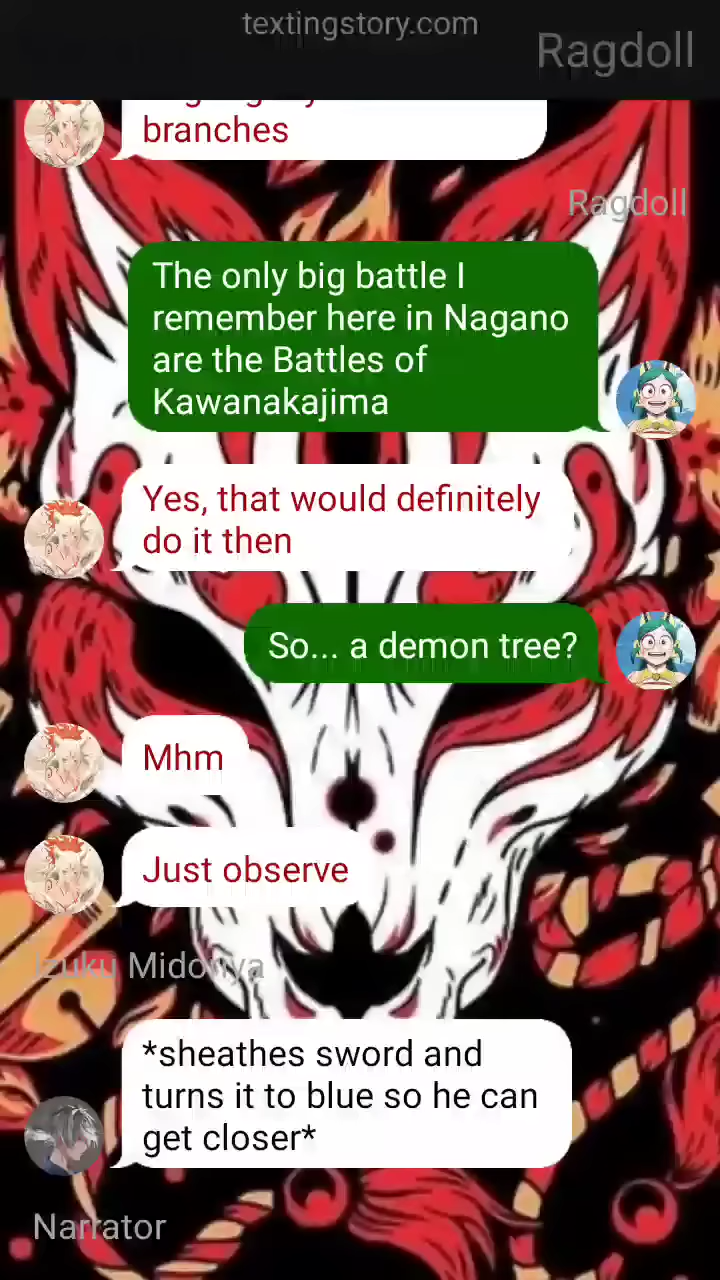 textingstory.com
Ragdoll
branches
Ragdoll
The only big battle I
remember here in Nagano
are the Battles of
Kawanakajima
Yes, that would definitely
do it then
So... a demon tree?
Mhm
Just observe
Izuku Midoriya
*sheathes sword and
turns it to blue so he can
get closer*
Narrator